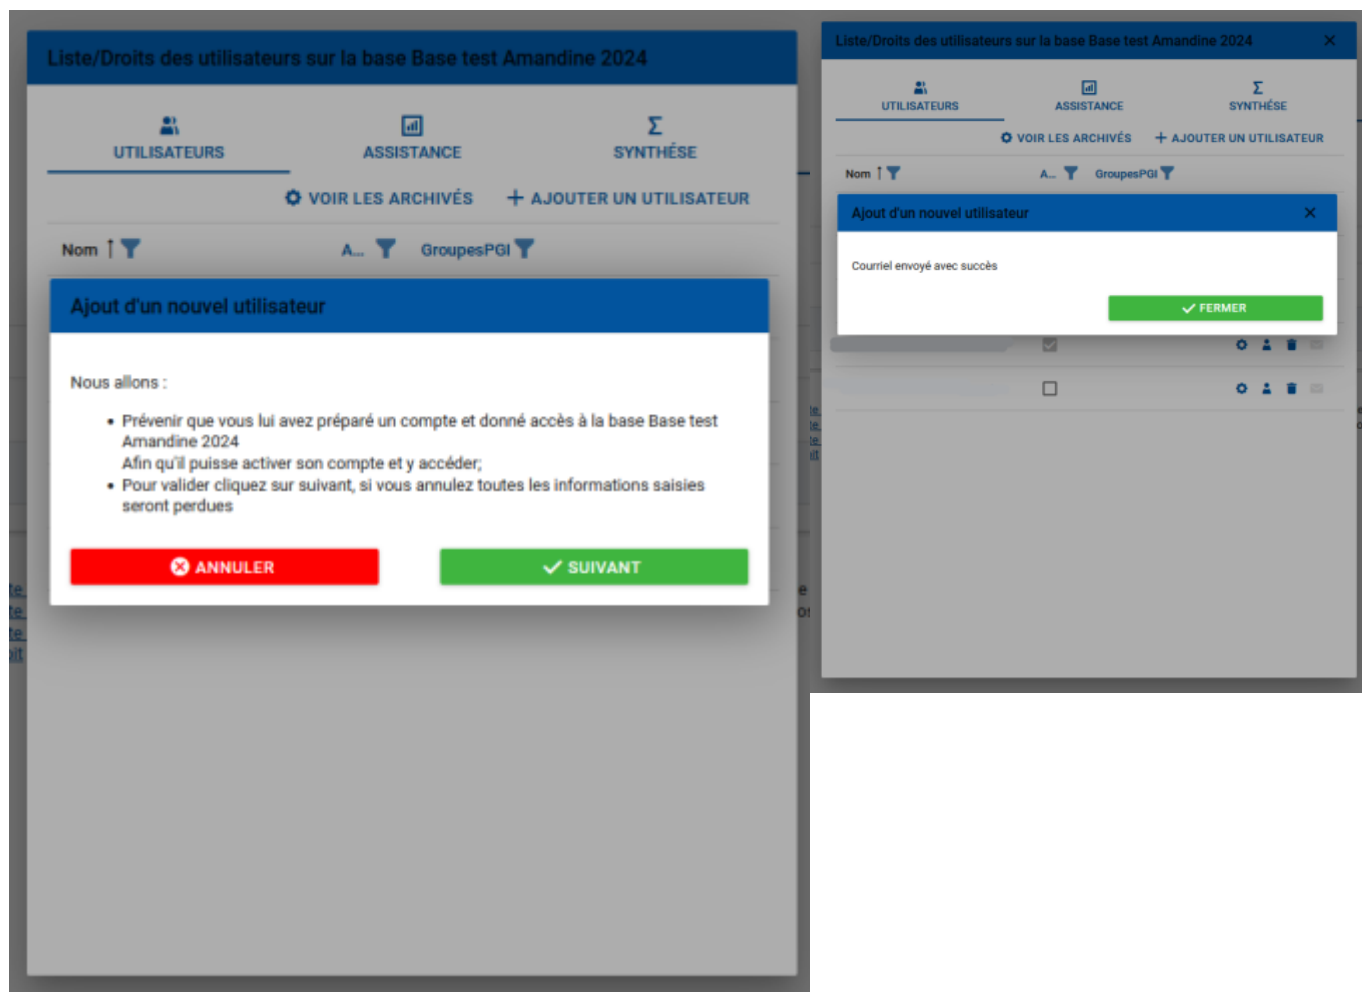 Liste/Droits des utilisateurs sur la base Base test Amandine 2024
UTILISATEURS
ASSISTANCE
SYNTHÉSE
VOIR LES ARCHIVÉS
AJOUTER UN UTILISATEUR
Nom
A...
GroupesPGI
Ajout d'un nouvel utilisateur
Nous allons :
• Prévenir que vous lui avez préparé un compte et donné accès à la base Base test
Amandine 2024
Afin qu'il puisse activer son compte et y accéder;
• Pour valider cliquez sur suivant, si vous annulez toutes les informations saisies
seront perdues
ANNULER
SUIVANT
Liste/Droits des utilisateurs sur la base Base test Amandine 2024
UTILISATEURS
ASSISTANCE
SYNTHÉSE
VOIR LES ARCHIVÉS
AJOUTER UN UTILISATEUR
Nom
A...
GroupesPGI
Ajout d'un nouvel utilisateur
Courriel envoyé avec succès
FERMER